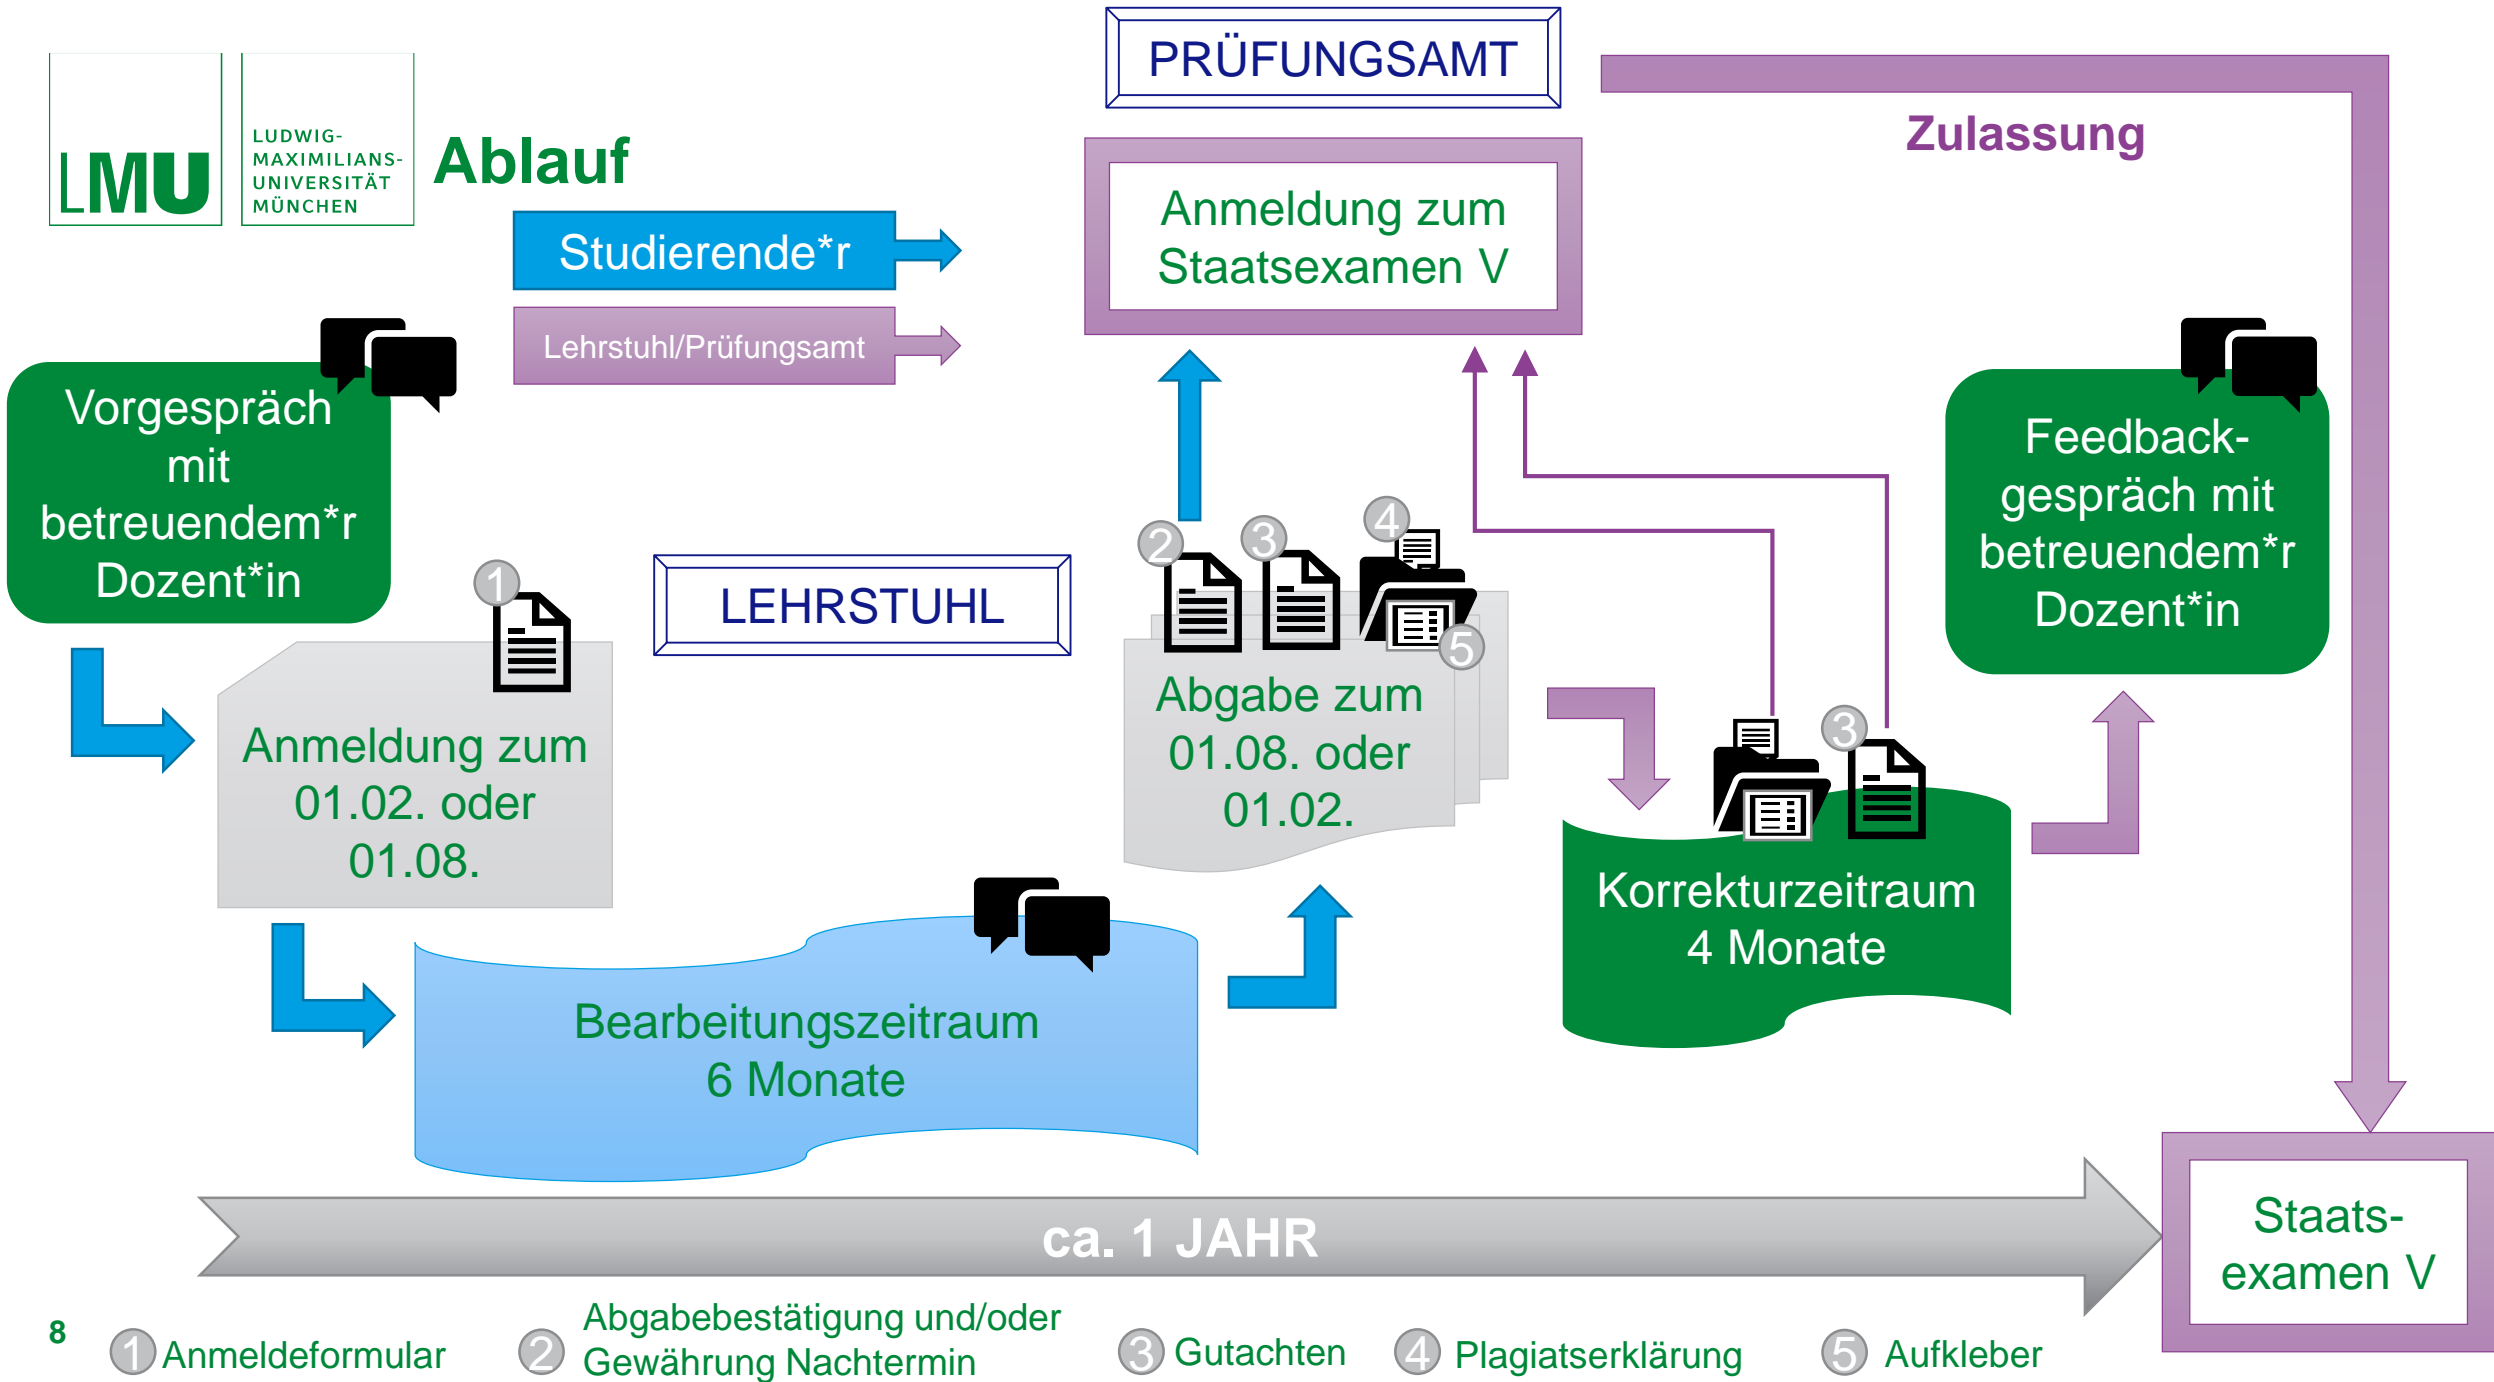 PRÜFUNGSAMT
LMU
LUDWIG-
MAXIMILIANS-
UNIVERSITÄT
MÜNCHEN
Ablauf
Zulassung
Studierende*r
Lehrstuhl/Prüfungsamt
Anmeldung zum
Staatsexamen V
Vorgespräch
mit
betreuendem*r
Dozent*in
Feedback-
gespräch mit
betreuendem*r
Dozent*in
1
LEHRSTUHL
2
3
4
5
Anmeldung zum
01.02. oder
01.08.
Abgabe zum
01.08. oder
01.02.
3
Korrekturzeitraum
4 Monate
Bearbeitungszeitraum
6 Monate
ca. 1 JAHR
Staats-
examen V
8
1 Anmeldeformular
2 Abgabebestätigung und/oder
Gewährung Nachtermin
3 Gutachten
4 Plagiatserklärung
5 Aufkleber